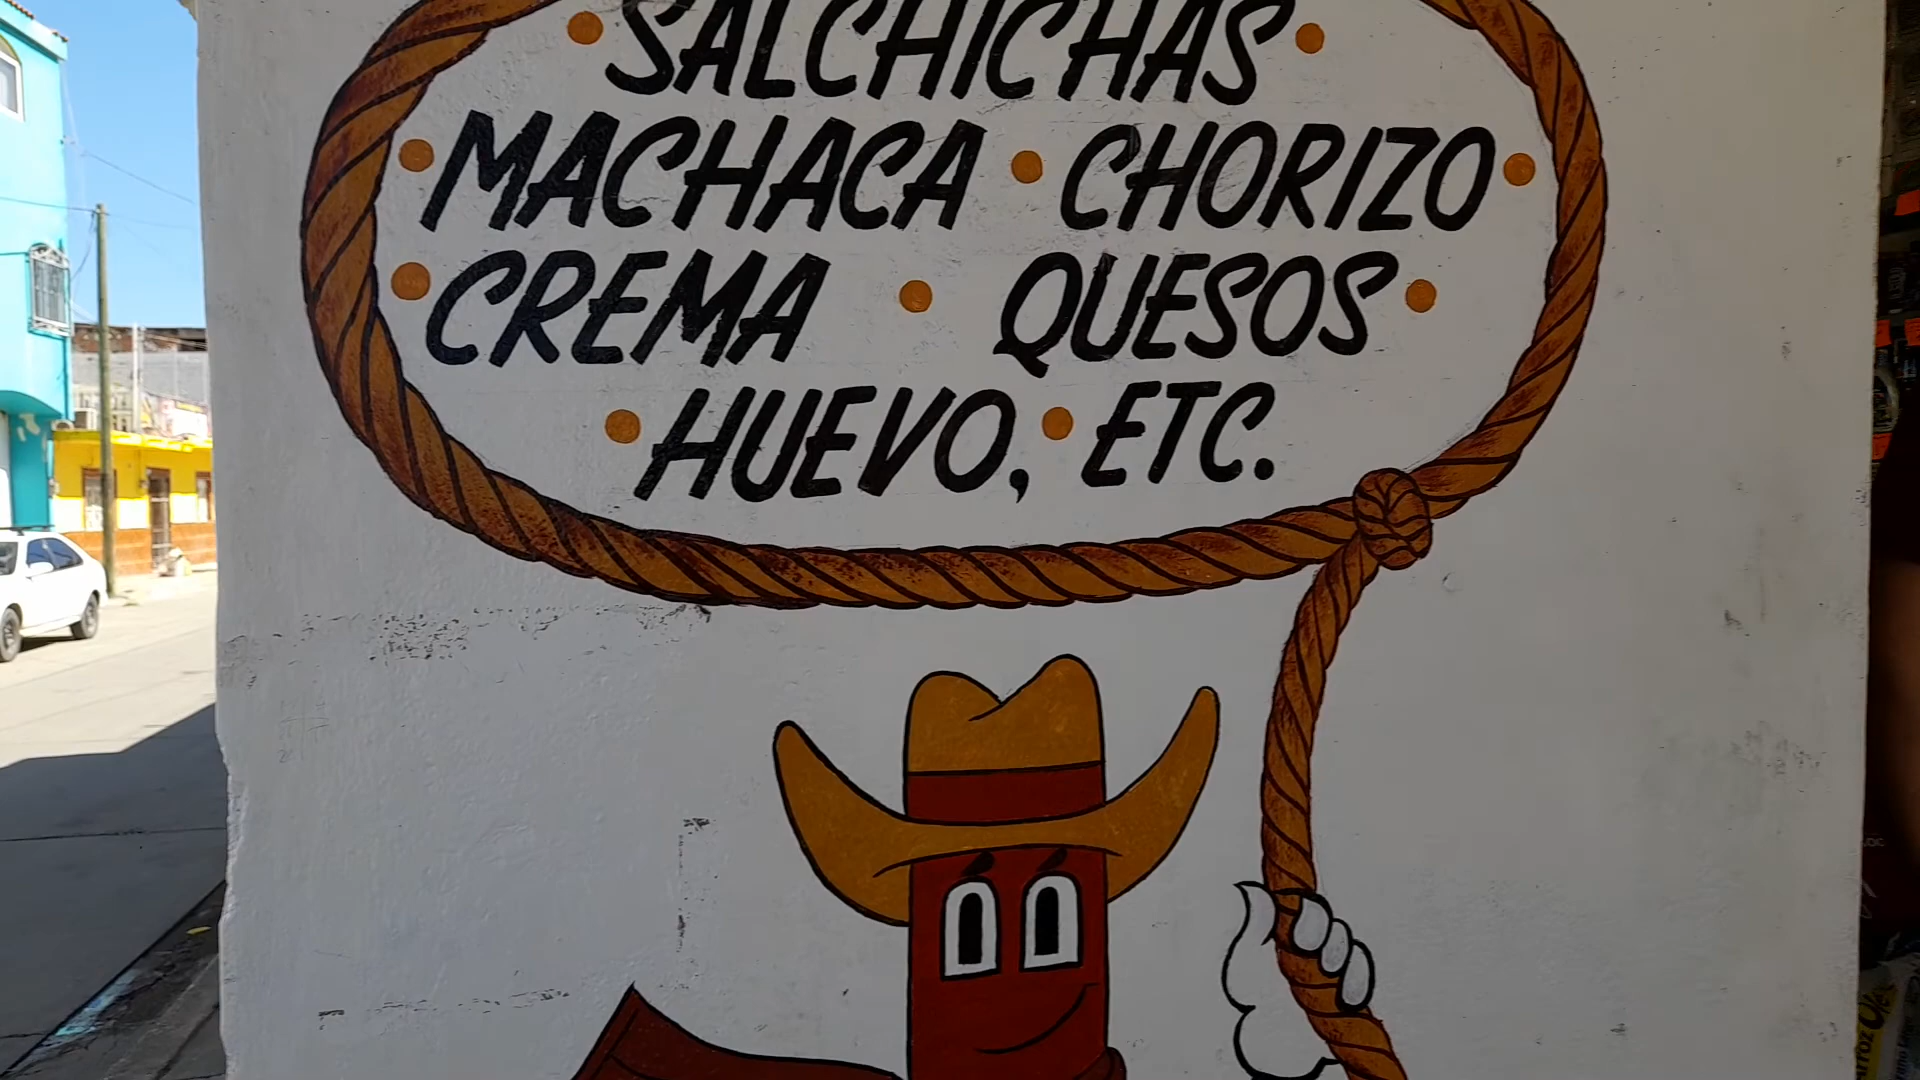 • SALCHICHAS •
• MACHACA • CHORIZO •
• CREMA • QUESOS •
• HUEVO, • ETC.